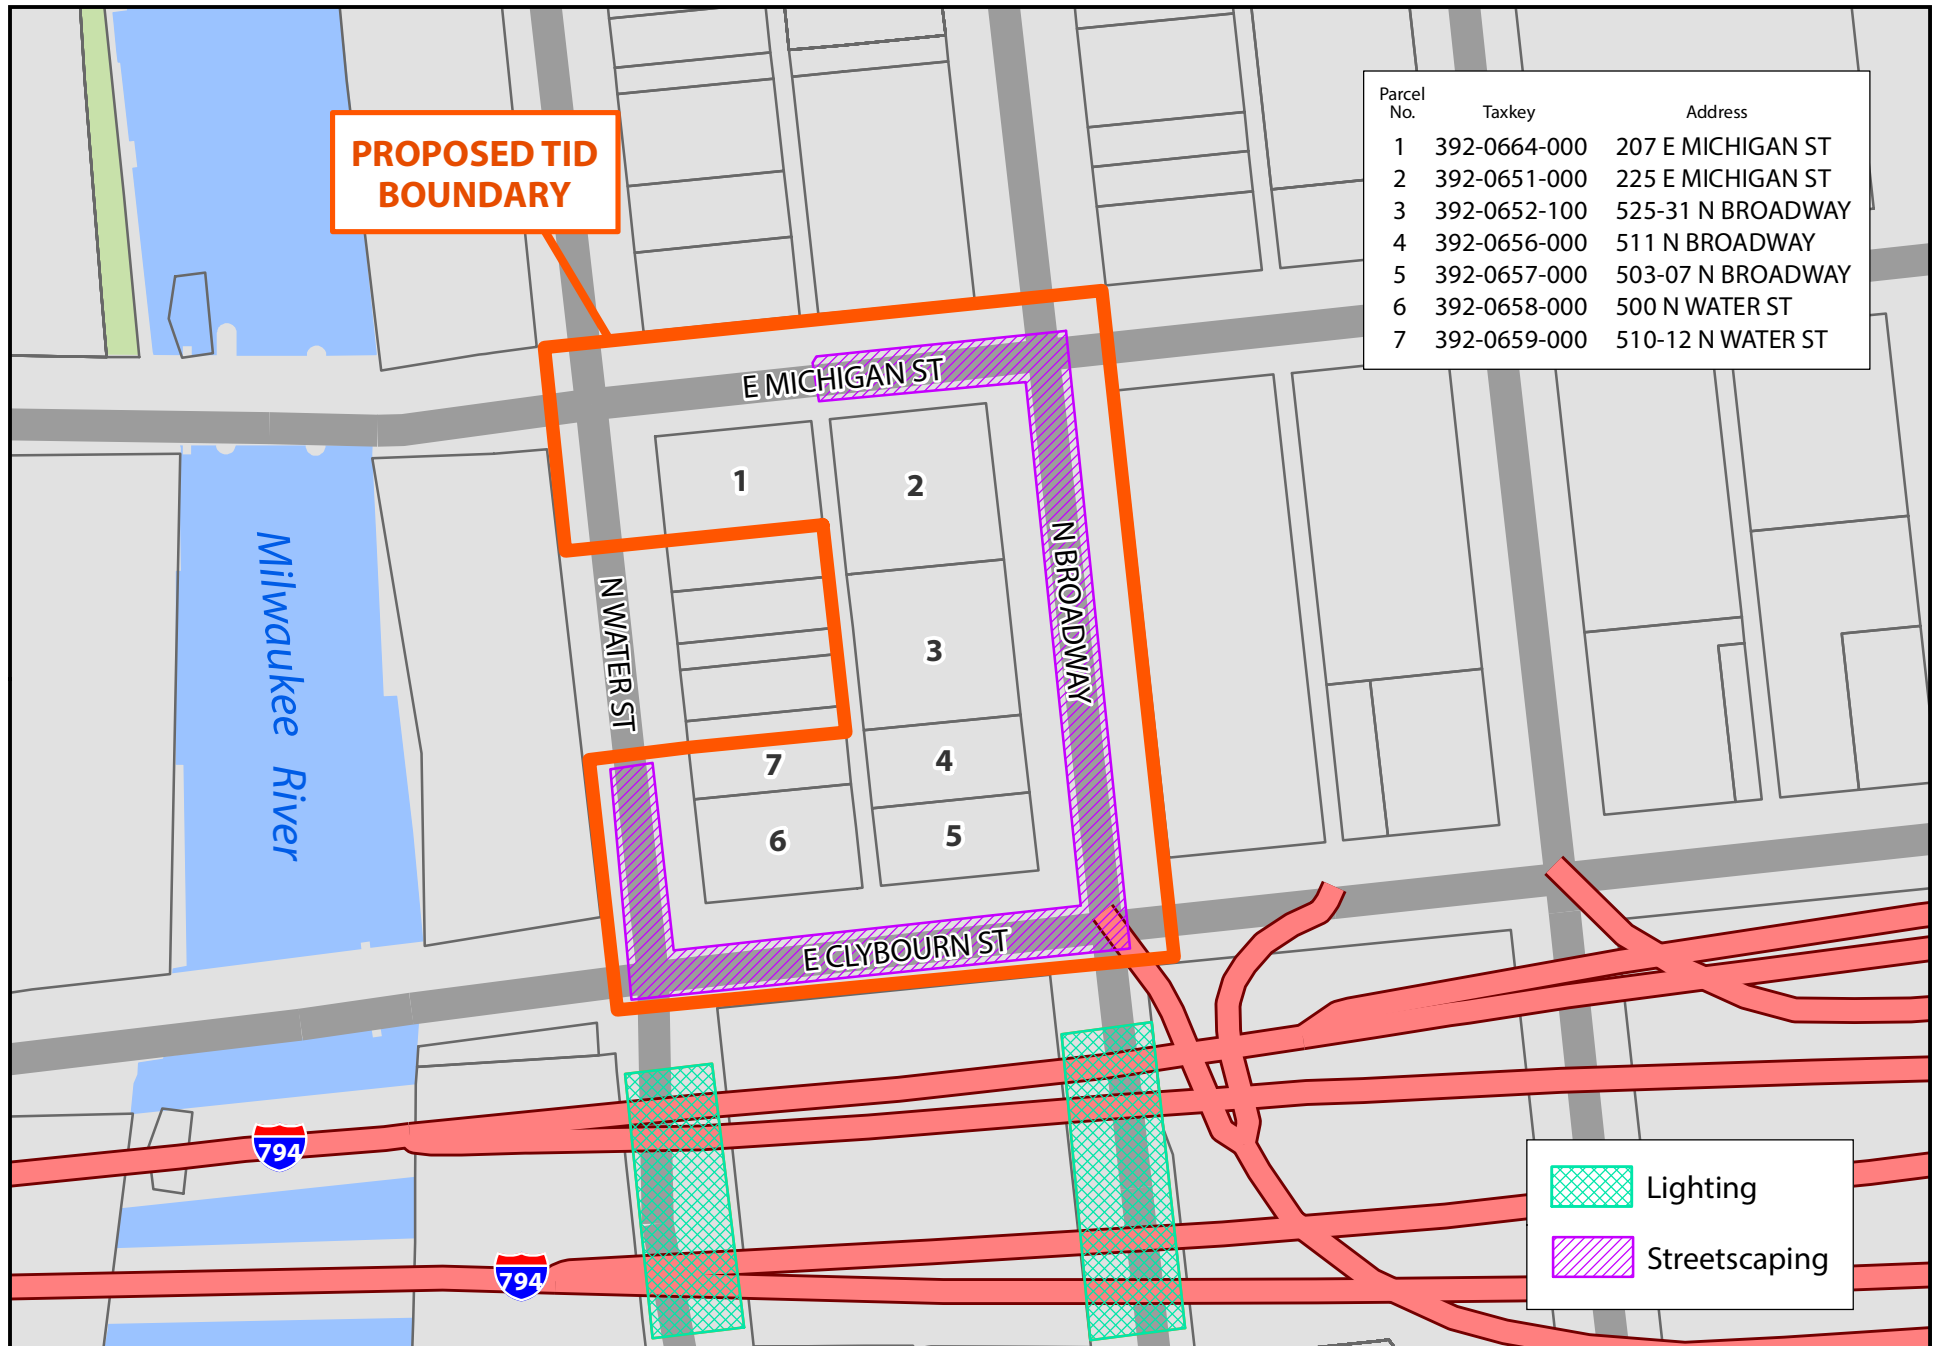 PROPOSED TID
BOUNDARY
Parcel
No. Taxkey Address
1 392-0664-000 207 E MICHIGAN ST
2 392-0651-000 225 E MICHIGAN ST
3 392-0652-100 525-31 N BROADWAY
4 392-0656-000 511 N BROADWAY
5 392-0657-000 503-07 N BROADWAY
6 392-0658-000 500 N WATER ST
7 392-0659-000 510-12 N WATER ST
E MICHIGAN ST
1
2
N BROADWAY
Milwaukee River
N WATER ST
3
7
4
6
5
E CLYBOURN ST
794
794
Lighting
Streetscaping